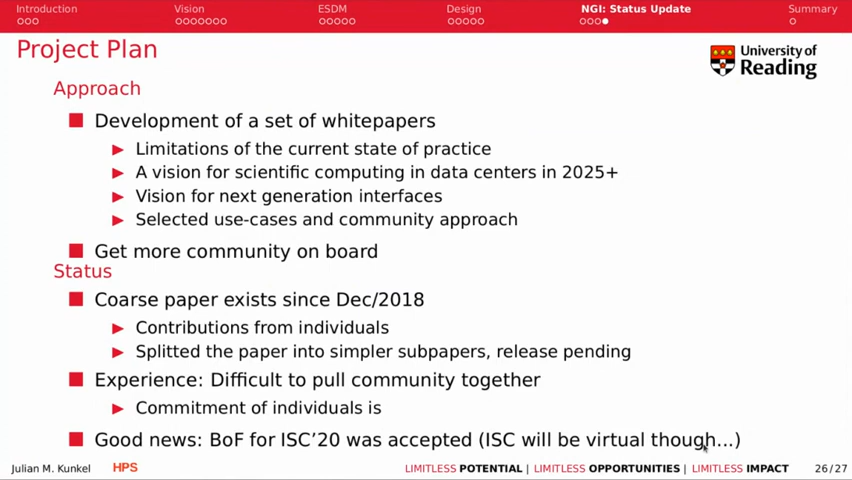 Introduction Vision ESDM Design NGI: Status Update Summary
Project Plan
University of
Reading
Approach
Development of a set of whitepapers
Limitations of the current state of practice
A vision for scientific computing in data centers in 2025+
Vision for next generation interfaces
Selected use-cases and community approach
Get more community on board
Status
Coarse paper exists since Dec/2018
Contributions from individuals
Splitted the paper into simpler subpapers, release pending
Experience: Difficult to pull community together
Commitment of individuals is
Good news: BoF for ISC'20 was accepted (ISC will be virtual though...)
Julian M. Kunkel HPS LIMITLESS POTENTIAL | LIMITLESS OPPORTUNITIES | LIMITLESS IMPACT 26/27